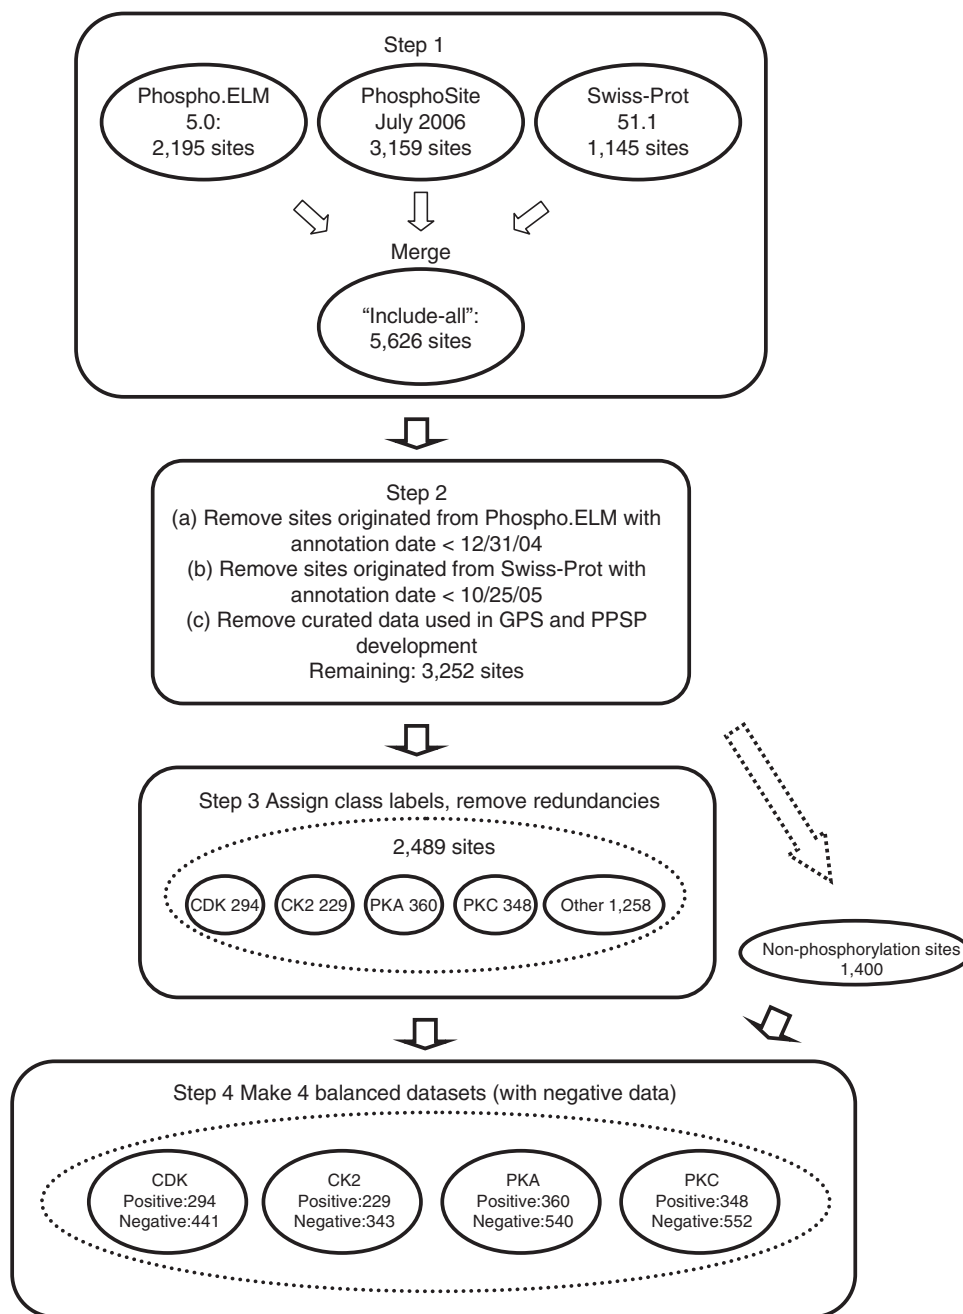 Step 1
Phospho.ELM
5.0:
2,195 sites
PhosphoSite
July 2006
3,159 sites
Swiss-Prot
51.1
1,145 sites
Merge
“Include-all”:
5,626 sites
Step 2
(a) Remove sites originated from Phospho.ELM with
annotation date < 12/31/04
(b) Remove sites originated from Swiss-Prot with
annotation date < 10/25/05
(c) Remove curated data used in GPS and PPSP
development
Remaining: 3,252 sites
Step 3 Assign class labels, remove redundancies
2,489 sites
CDK 294
CK2 229
PKA 360
PKC 348
Other 1,258
Non-phosphorylation sites
1,400
Step 4 Make 4 balanced datasets (with negative data)
CDK
Positive:294
Negative:441
CK2
Positive:229
Negative:343
PKA
Positive:360
Negative:540
PKC
Positive:348
Negative:552